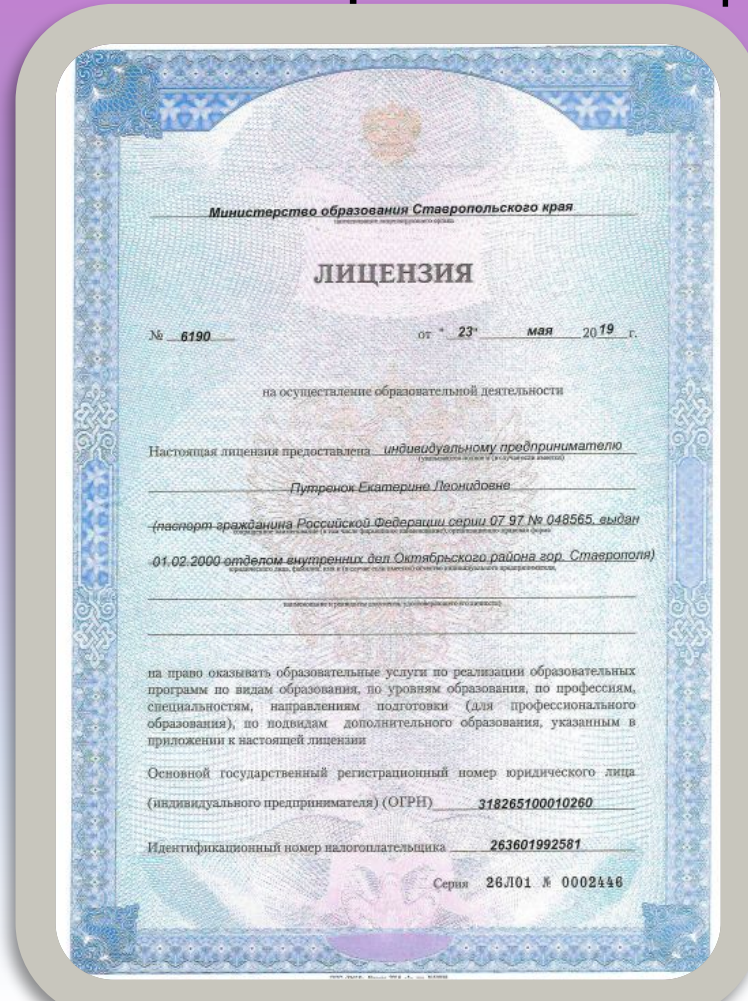 Министерство образования Ставропольского края
ЛИЦЕНЗИЯ
№ 6190 от " 23" мая 2019 г.
на осуществление образовательной деятельности
Настоящая лицензия предоставлена индивидуальному предпринимателю
Путренок Екатерине Леонидовне
(паспорт гражданина Российской Федерации серии 07 97 № 048565, выдан
01.02.2000 отделом внутренних дел Октябрьского района гор. Ставрополя)
на право оказывать образовательные услуги по реализации образовательных
программ по видам образования, по уровням образования, по профессиям,
специальностям, направлениям подготовки (для профессионального
образования), по подвидам дополнительного образования, указанным в
приложении к настоящей лицензии
Основной государственный регистрационный номер юридического лица
(индивидуального предпринимателя) (ОГРН) 318265100010260
Идентификационный номер налогоплательщика 263601992581
Серия 26Л01 № 0002446